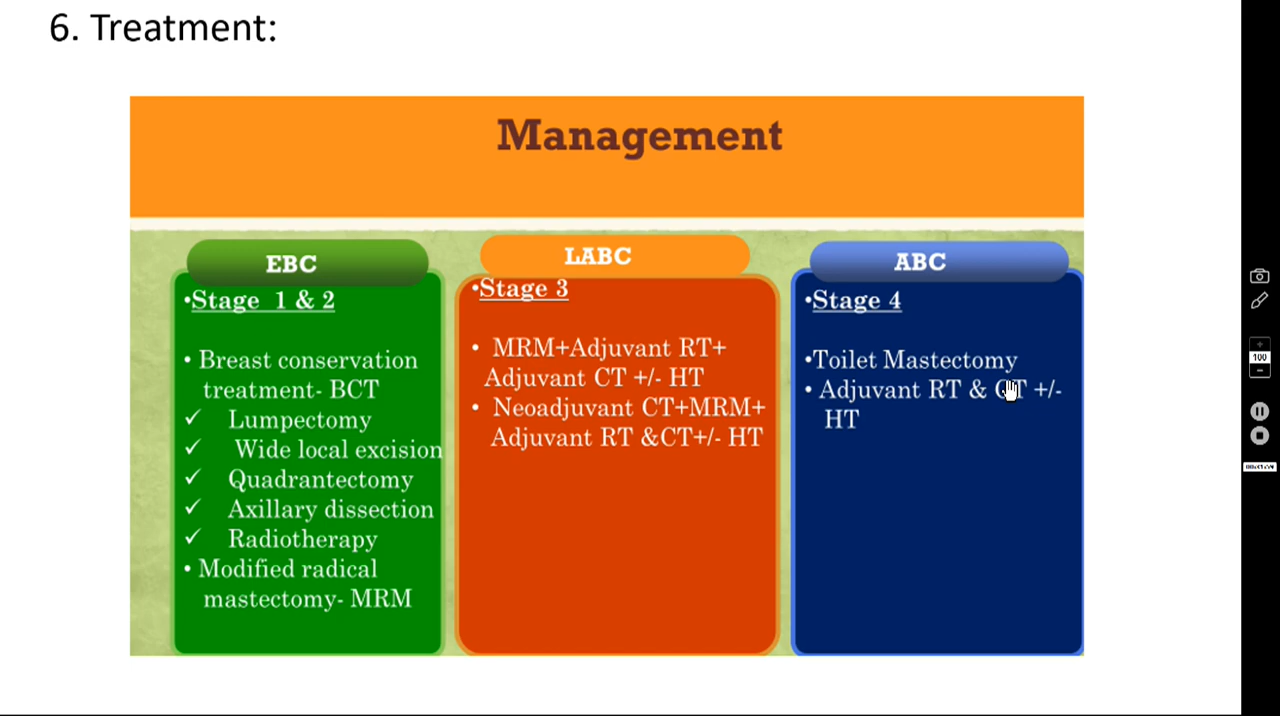 6. Treatment:
Management
EBC
•Stage 1 & 2
• Breast conservation
treatment- BCT
✓ Lumpectomy
✓ Wide local excision
✓ Quadrantectomy
✓ Axillary dissection
✓ Radiotherapy
• Modified radical
mastectomy- MRM
LABC
•Stage 3
• MRM+Adjuvant RT+
Adjuvant CT +/- HT
• Neoadjuvant CT+MRM+
Adjuvant RT &CT+/- HT
ABC
•Stage 4
•Toilet Mastectomy
• Adjuvant RT & CT +/-
HT
100